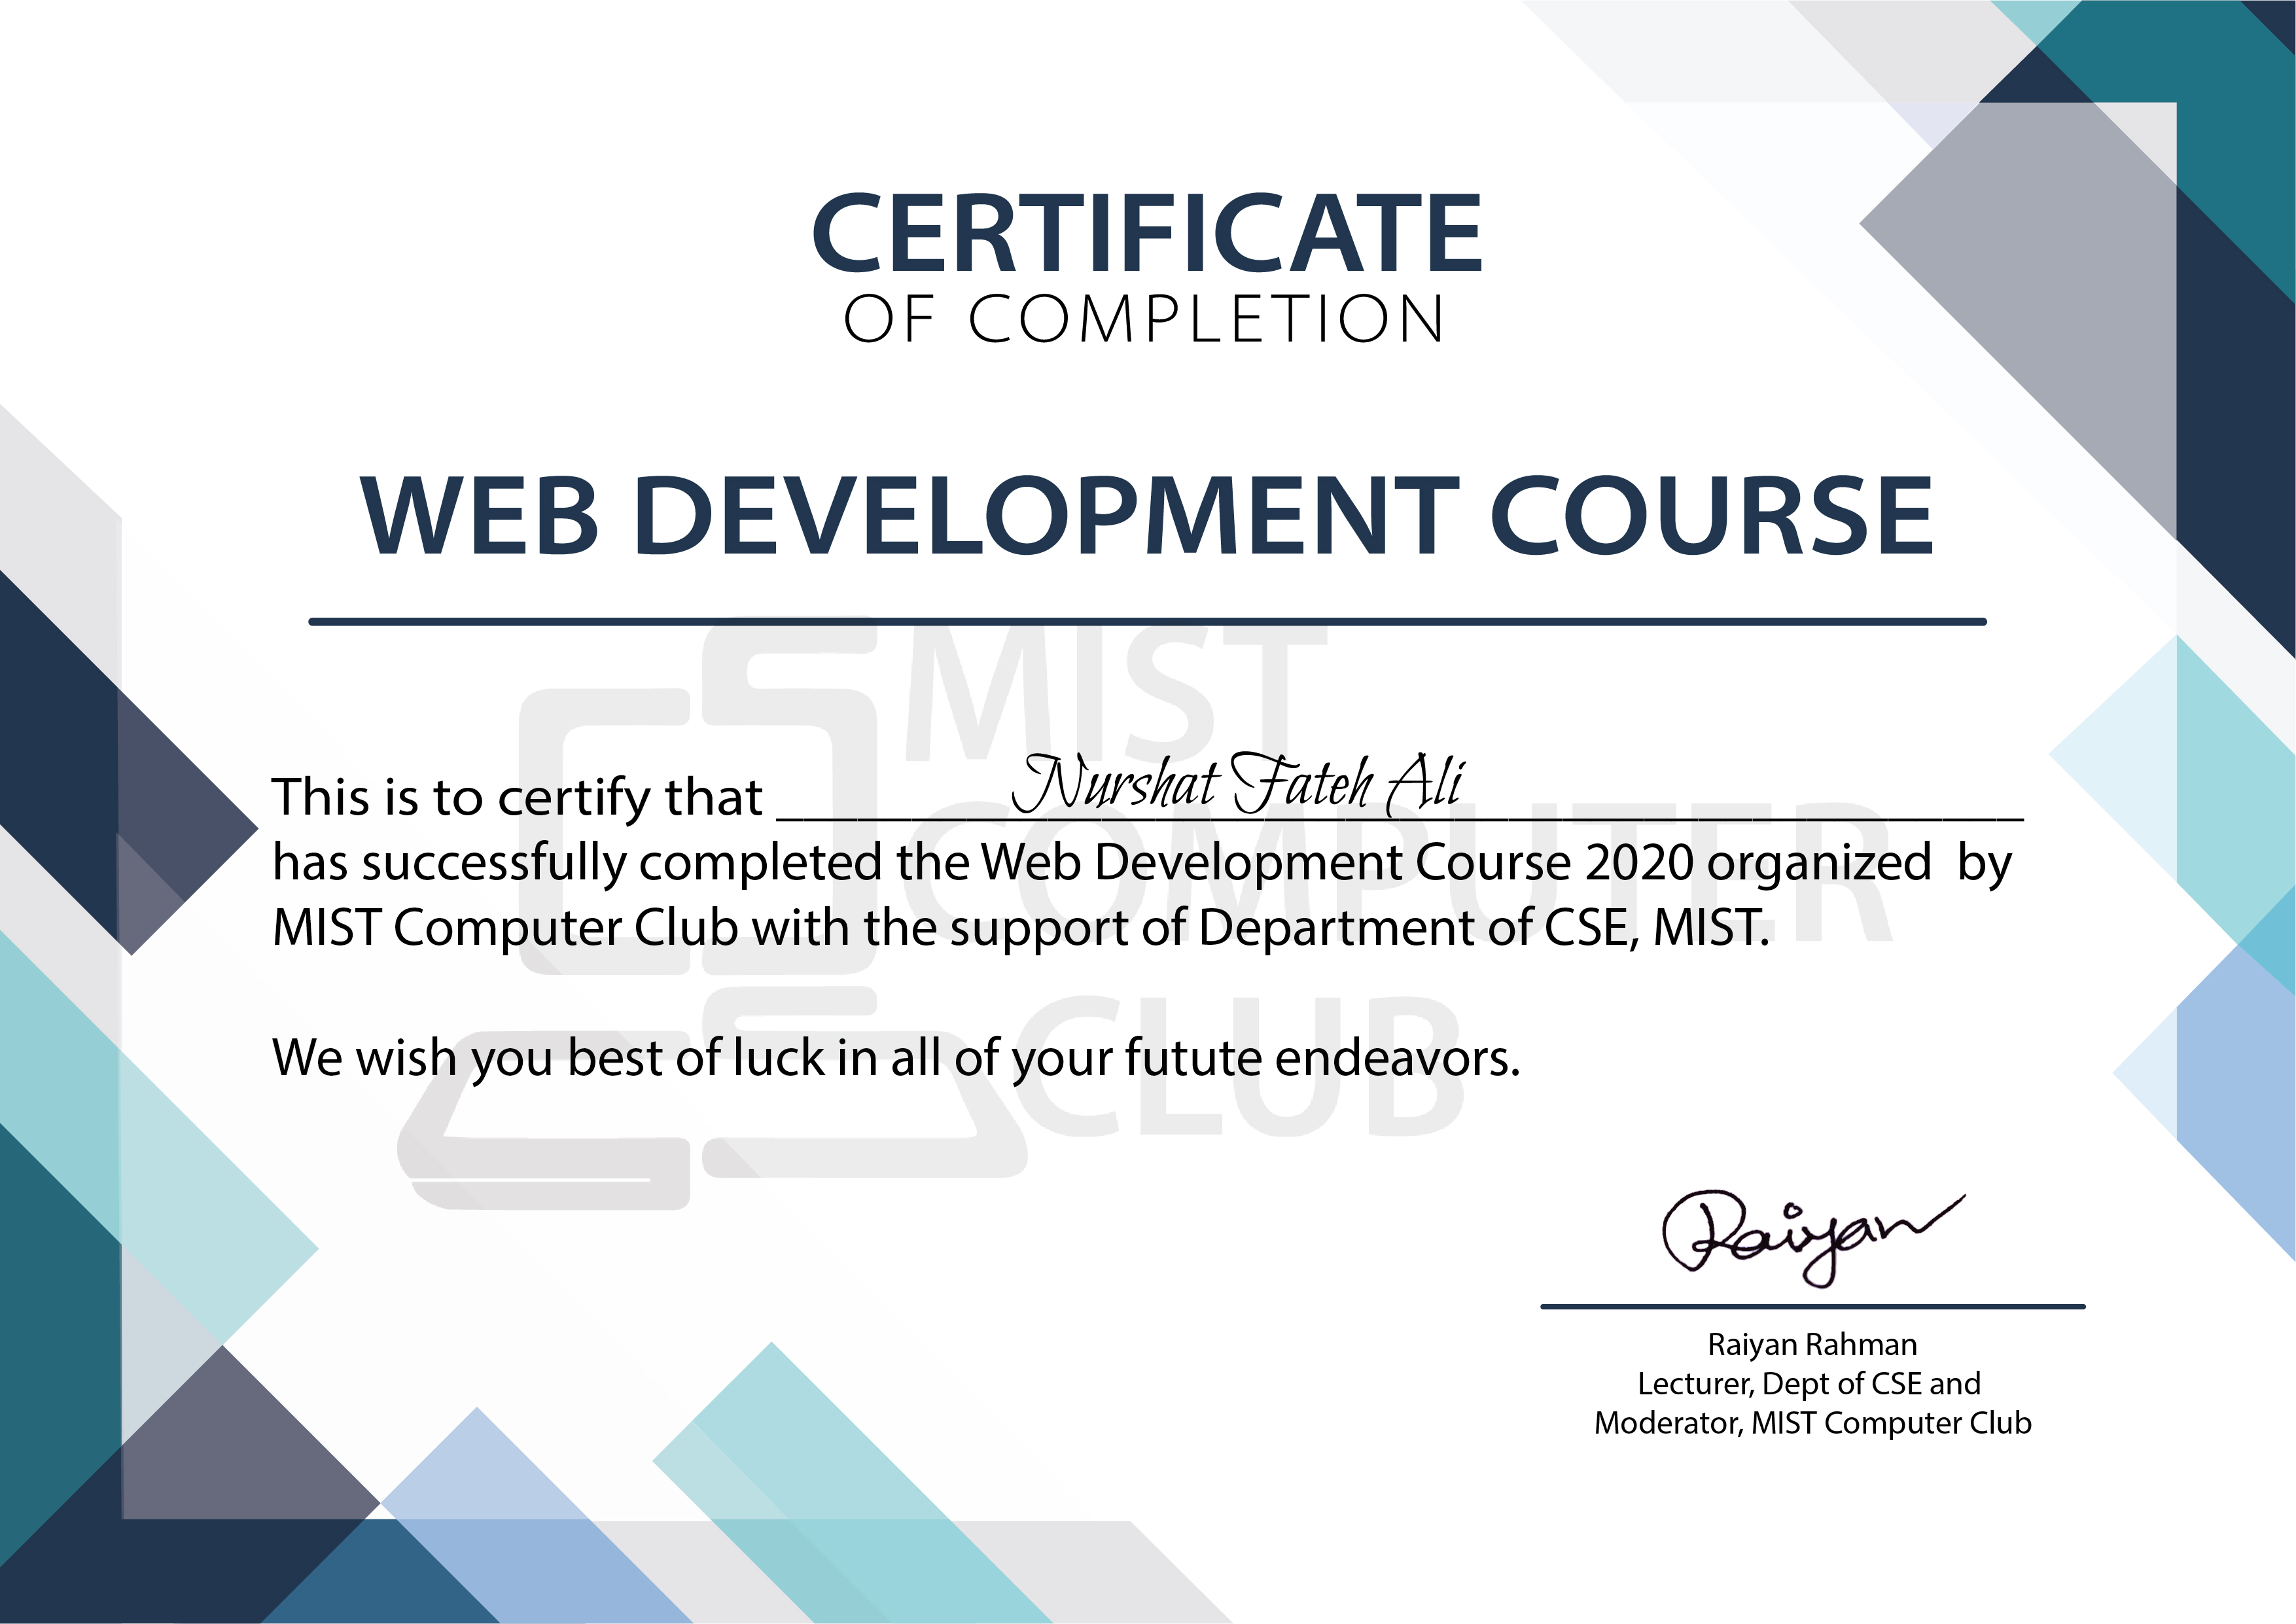 CERTIFICATE
OF COMPLETION
WEB DEVELOPMENT COURSE
MIST
COMPUTER
CLUB
This is to certify that Nurshat Fateh Ali
has successfully completed the Web Development Course 2020 organized by
MIST Computer Club with the support of Department of CSE, MIST.
We wish you best of luck in all of your futute endeavors.
Raiyan
Raiyan Rahman
Lecturer, Dept of CSE and
Moderator, MIST Computer Club